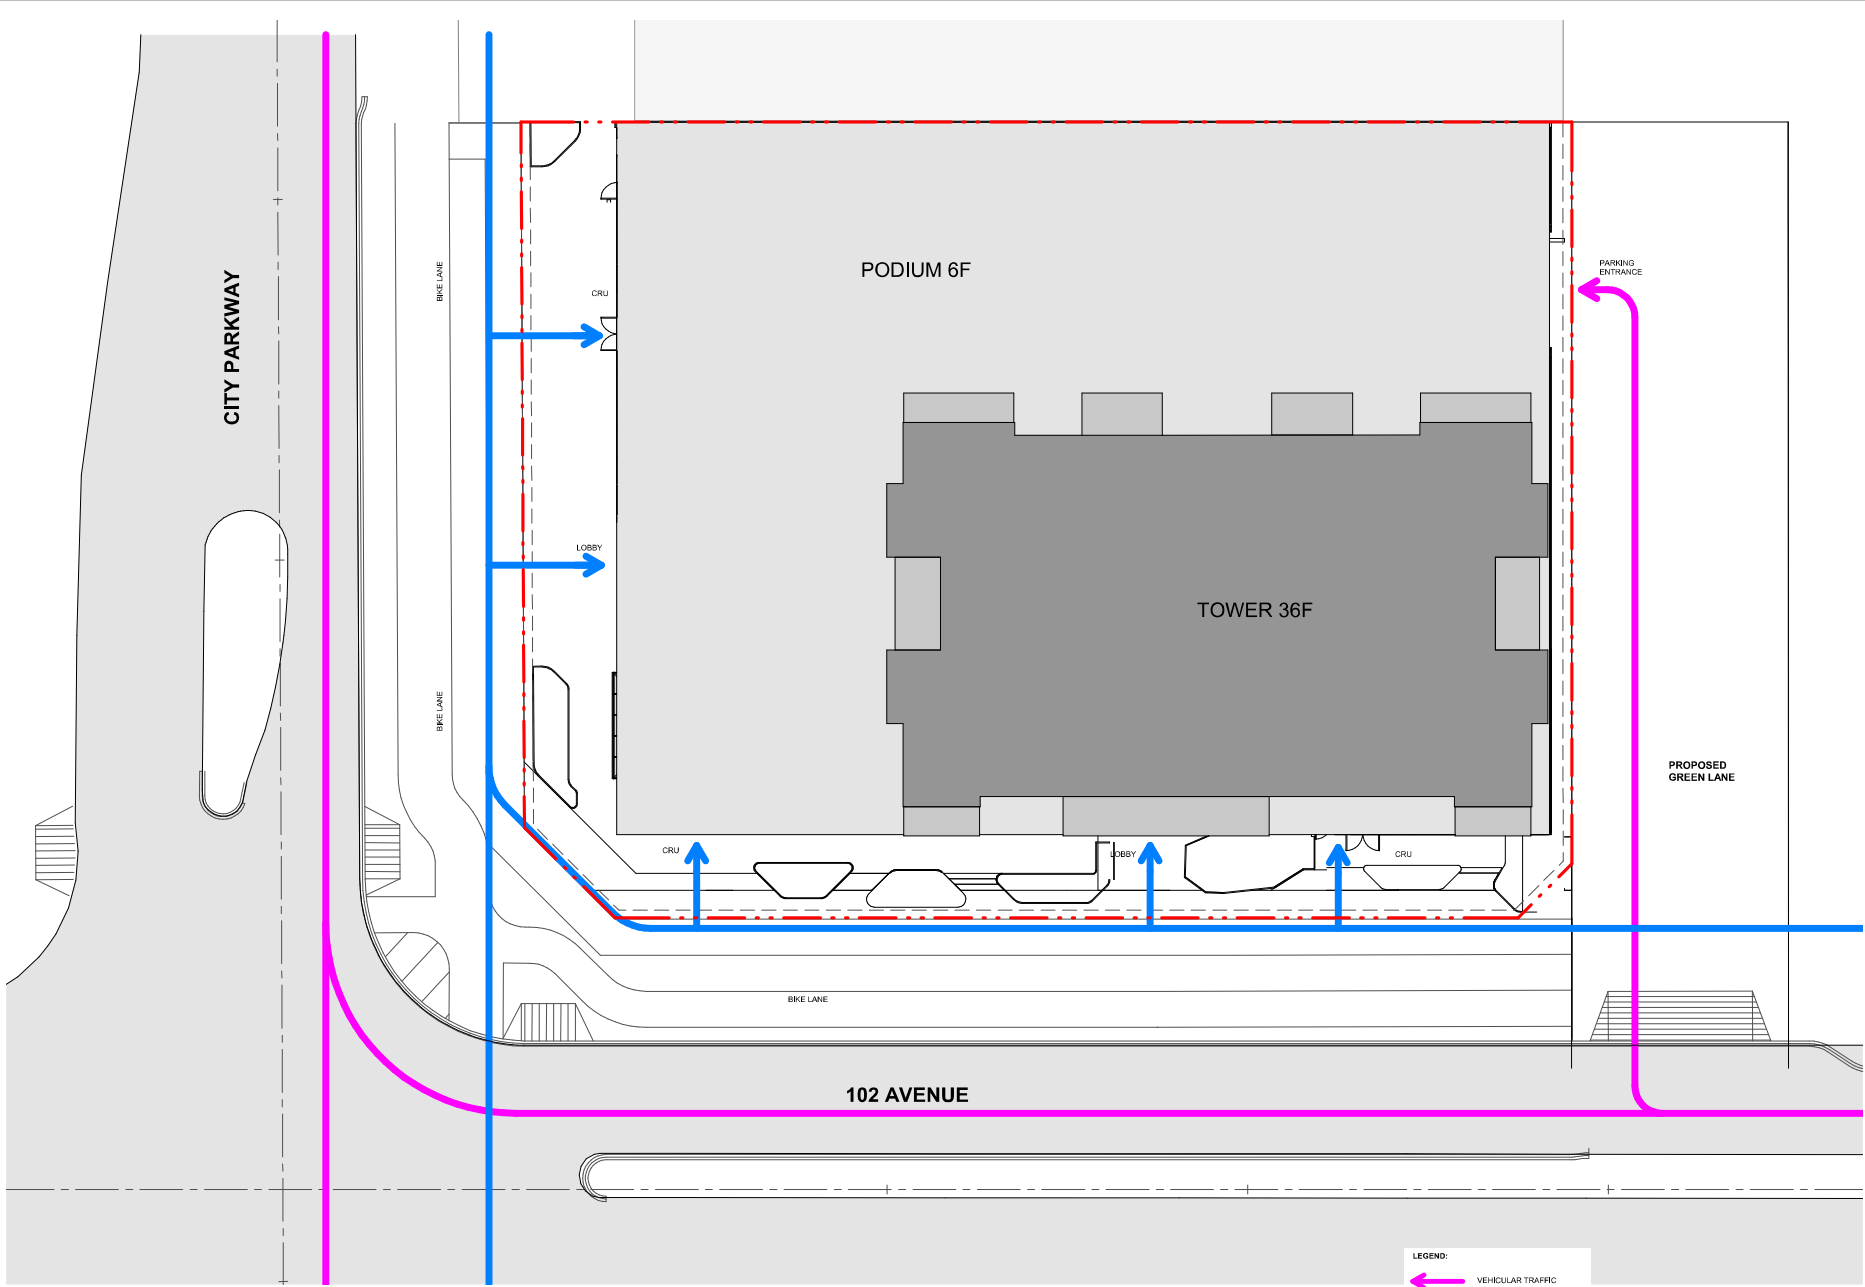 PARKING
ENTRANCE
PODIUM 6F
CITY PARKWAY
BIKE LANE
CRU
LOBBY
TOWER 36F
BIKE LANE
PROPOSED
GREEN LANE
CRU
LOBBY
CRU
BIKE LANE
102 AVENUE
LEGEND:
VEHICULAR TRAFFIC